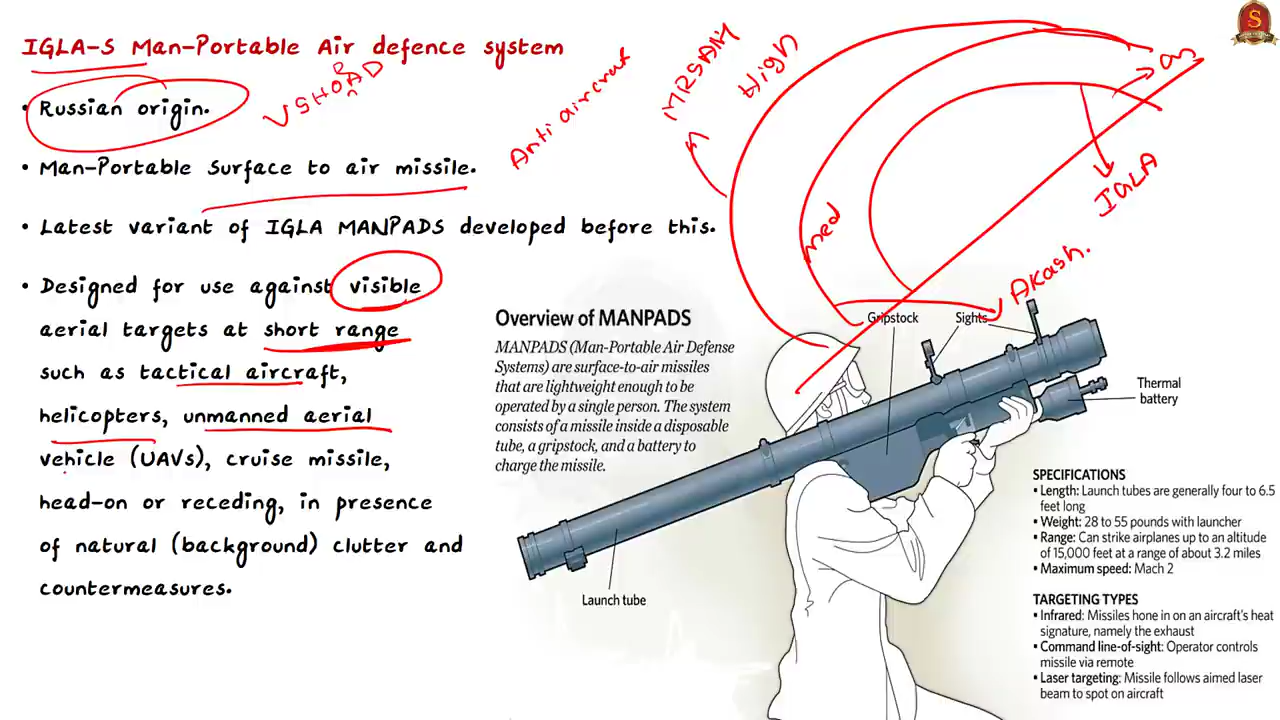 IGLA-S Man-Portable Air defence system
• Russian origin.
VSHORAD
Anti aircraft
MRSAM
High
med
IGLA
Akash.
• Man-Portable Surface to air missile.
• Latest variant of IGLA MANPADS developed before this.
• Designed for use against visible
aerial targets at short range
such as tactical aircraft,
helicopters, unmanned aerial
vehicle (UAVs), cruise missile,
head-on or receding, in presence
of natural (background) clutter and
countermeasures.
Overview of MANPADS
MANPADS (Man-Portable Air Defense
Systems) are surface-to-air missiles
that are lightweight enough to be
operated by a single person. The system
consists of a missile inside a disposable
tube, a gripstock, and a battery to
charge the missile.
Gripstock
Sights
Thermal
battery
Launch tube
SPECIFICATIONS
• Length: Launch tubes are generally four to 6.5
feet long
• Weight: 28 to 55 pounds with launcher
• Range: Can strike airplanes up to an altitude
of 15,000 feet at a range of about 3.2 miles
• Maximum speed: Mach 2
TARGETING TYPES
• Infrared: Missiles hone in on an aircraft's heat
signature, namely the exhaust
• Command line-of-sight: Operator controls
missile via remote
• Laser targeting: Missile follows aimed laser
beam to spot on aircraft
S